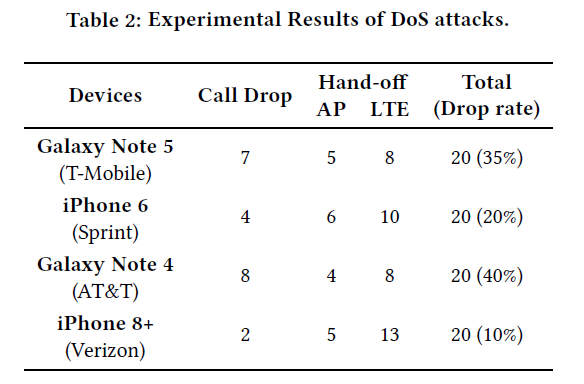 Table 2: Experimental Results of DoS attacks.
Devices Call Drop Hand-off Total
AP LTE (Drop rate)
Galaxy Note 5
(T-Mobile) 7 5 8 20 (35%)
iPhone 6
(Sprint) 4 6 10 20 (20%)
Galaxy Note 4
(AT&T) 8 4 8 20 (40%)
iPhone 8+
(Verizon) 2 5 13 20 (10%)